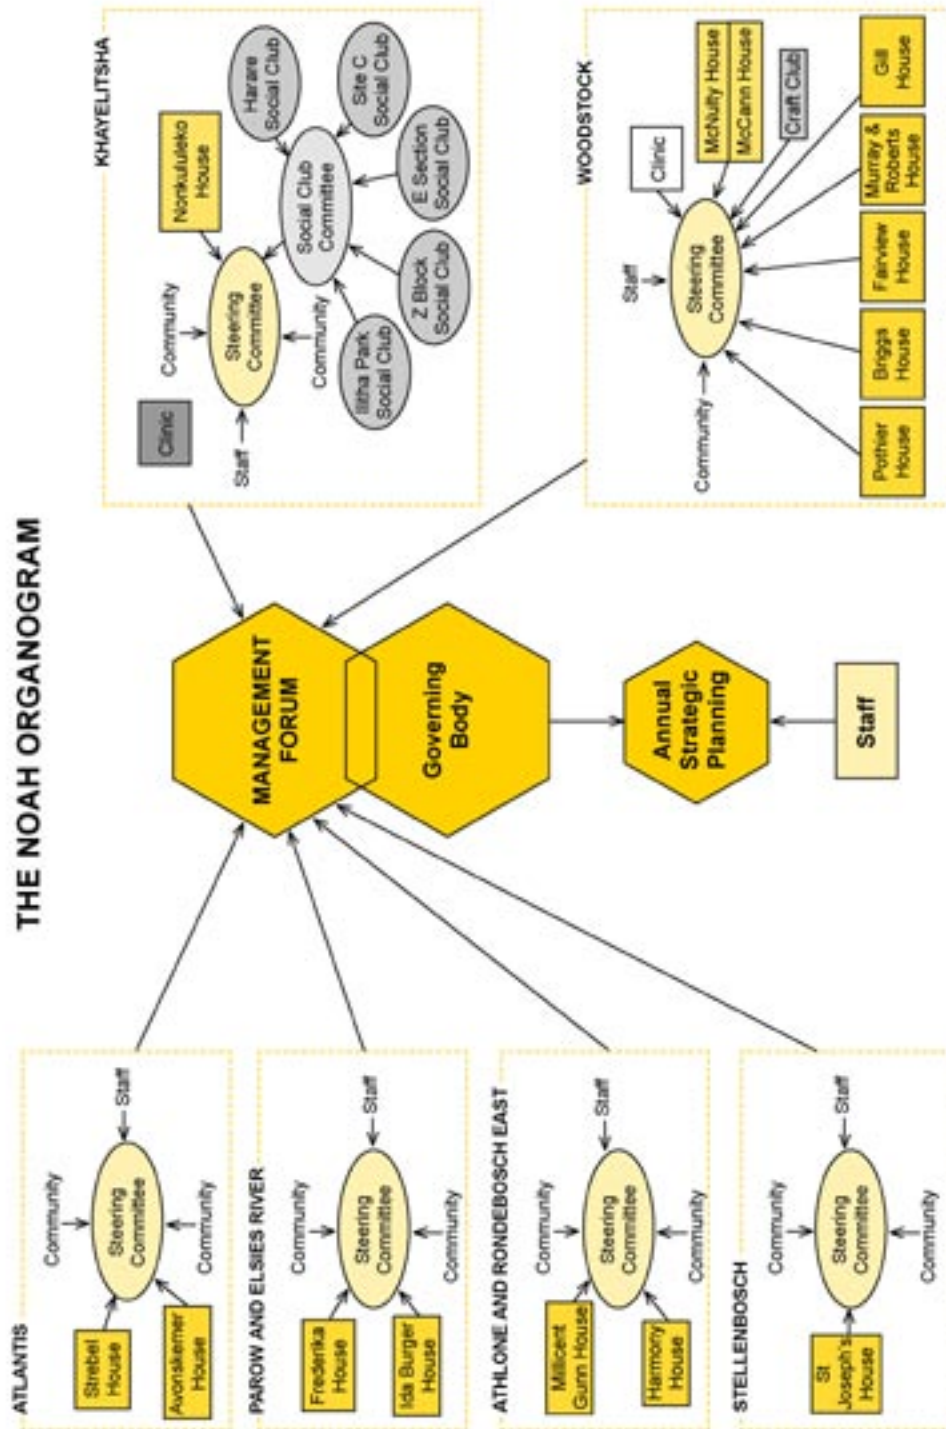 THE NOAH ORGANOGRAM
ATLANTIS
Community
Strebel
House
Steering
Committee
Staff
Avonskerner
House
Community
PAROW AND ELSIES RIVER
Community
Frederika
House
Steering
Committee
Staff
Ida Burger
House
Community
ATHLONE AND RONDEBOSCH EAST
Community
Millicent
Gunn House
Steering
Committee
Staff
Harmony
House
Community
STELLENBOSCH
Community
St
Joseph's
House
Steering
Committee
Staff
Community
MANAGEMENT
FORUM
Governing
Body
Annual
Strategic
Planning
Staff
KHAYELITSHA
Clinic
Community
Nonkululeko
House
Staff
Steering
Committee
Community
Social Club
Committee
Harare
Social Club
Site C
Social Club
E Section
Social Club
Z Block
Social Club
Ilitha Park
Social Club
WOODSTOCK
Staff
Clinic
McNulty House
McCann House
Craft Club
Community
Steering
Committee
Pothier
House
Briggs
House
Fairview
House
Murray &
Roberts
House
Gill
House